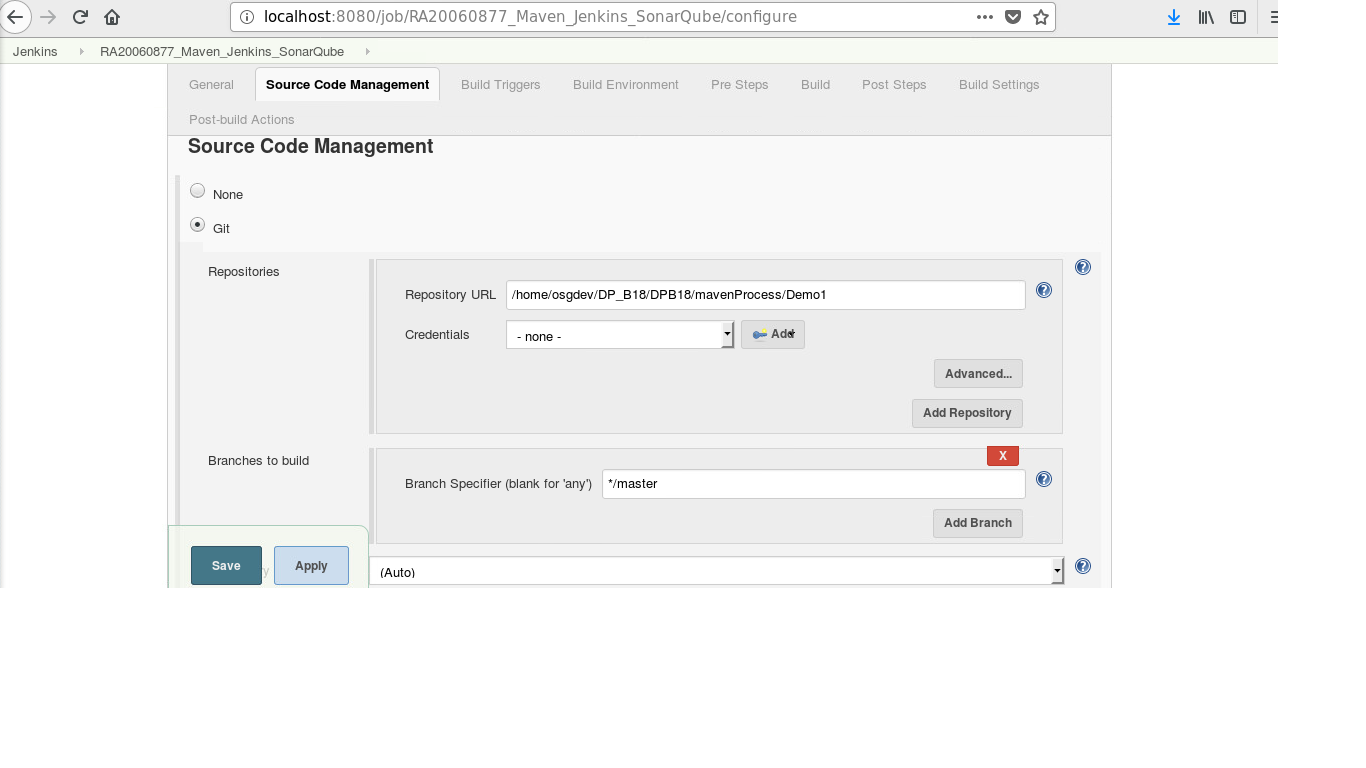 localhost:8080/job/RA20060877_Maven_Jenkins_SonarQube/configure
Jenkins RA20060877_Maven_Jenkins_SonarQube
General Source Code Management Build Triggers Build Environment Pre Steps Build Post Steps Build Settings
Post-build Actions
Source Code Management
None
Git
Repositories
Repository URL /home/osgdev/DP_B18/DPB18/mavenProcess/Demo1
Credentials - none - Add
Advanced...
Add Repository
X
Branches to build
Branch Specifier (blank for 'any') */master
Add Branch
Save Apply y (Auto)